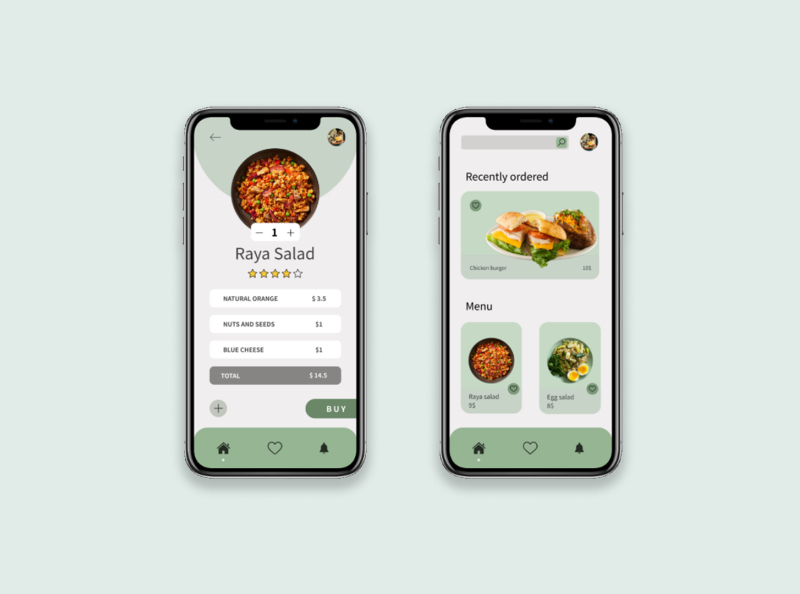 1
Raya Salad
NATURAL ORANGE $ 3.5
NUTS AND SEEDS $1
BLUE CHEESE $1
TOTAL $ 14.5
BUY
Recently ordered
Chicken burger 10$
Menu
Raya salad
9$
Egg salad
8$